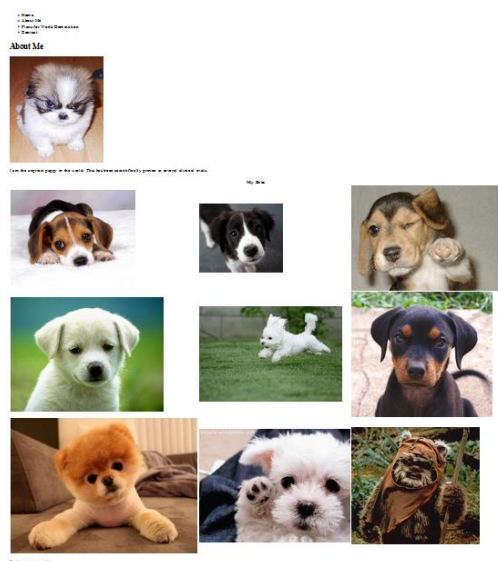 Home
About Me
Plans for World Domination
Contact
About Me
I am the angriest puppy in the world. This has been scientifically proven in several clinical trials.
My Foes